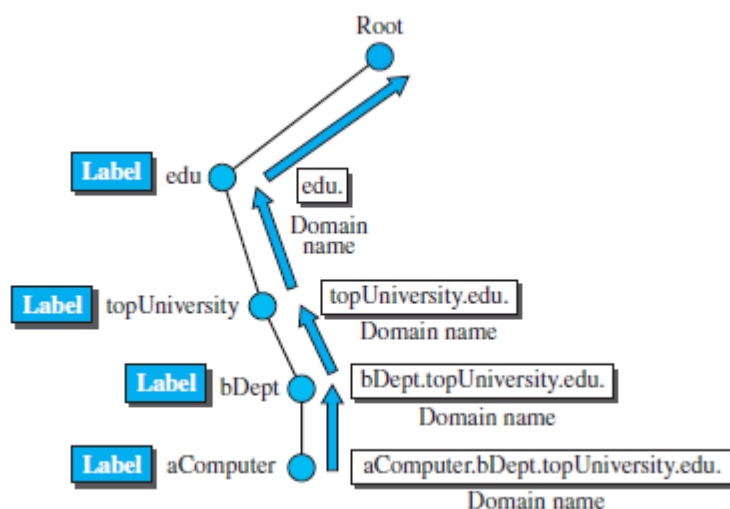 Root
Label edu
edu.
Domain
name
Label topUniversity
topUniversity.edu.
Domain name
Label bDept
bDept.topUniversity.edu.
Domain name
Label aComputer
aComputer.bDept.topUniversity.edu.
Domain name